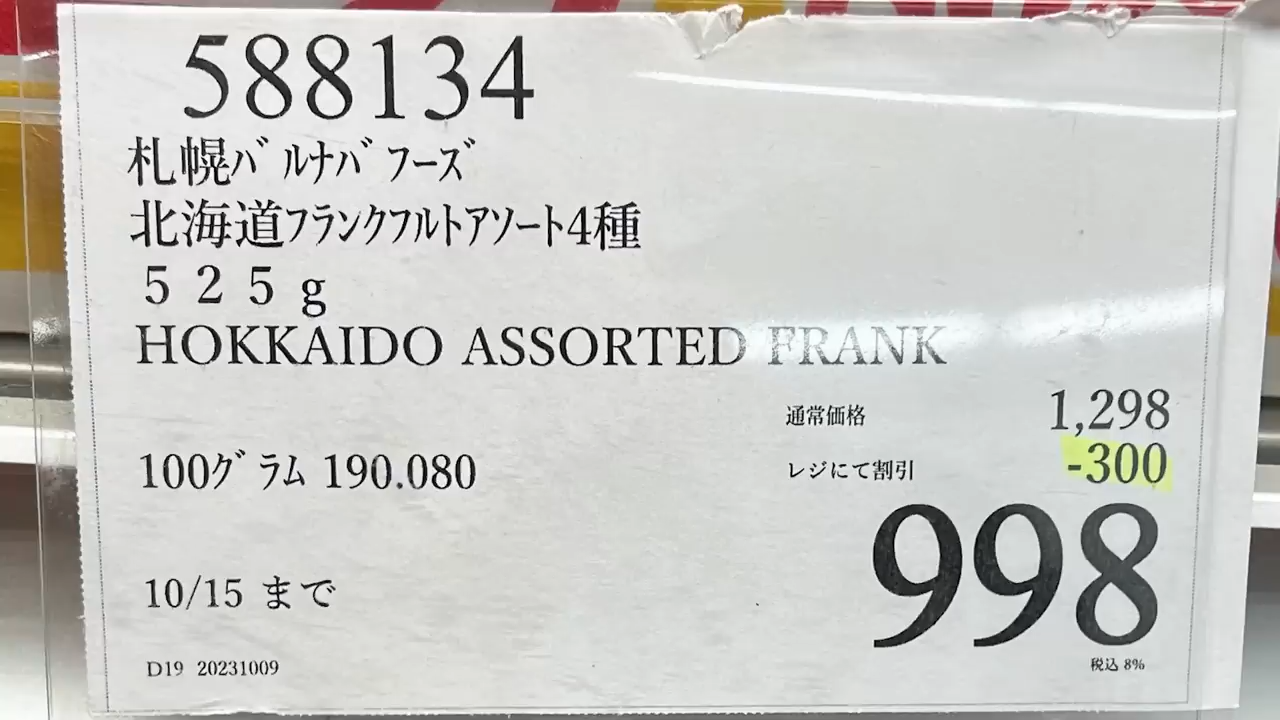 588134
札幌ﾊﾞﾙﾅﾊﾞﾌｰｽﾞ
北海道ﾌﾗﾝｸﾌﾙﾄｱｿｰﾄ4種
５２５ｇ
HOKKAIDO ASSORTED FRANK
通常価格 1,298
100ｸﾞﾗﾑ 190.080
レジにて割引 -300
998
10/15 まで
税込 8%
D19 20231009